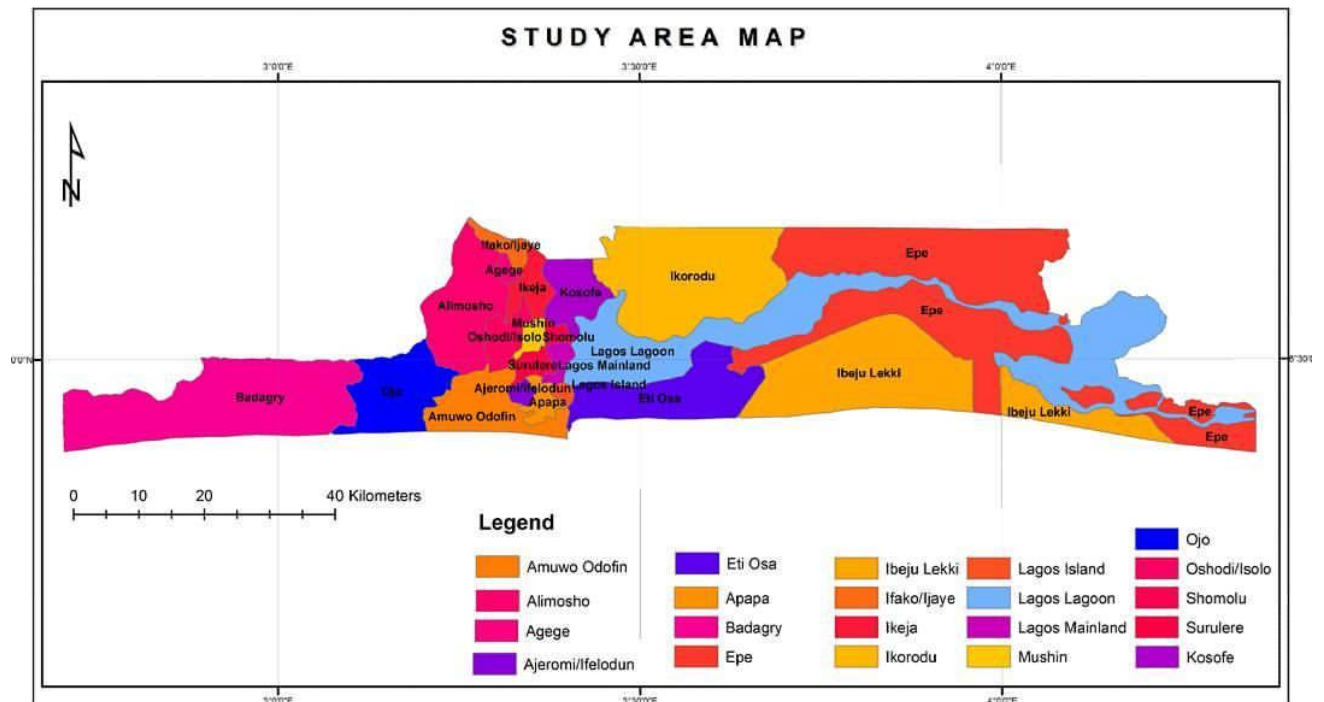 STUDY AREA MAP
3°0'0"E 3°30'0"E 4°0'0"E
N
Ifako/Ijaye
Epe
Agege
Ikorodu
Ikeja
Kosofe
Alimosho
Epe
Mushin
Oshodi/Isolo Shomolu
Lagos Lagoon
0'0"N
Surulere Lagos Mainland
Ibeju Lekki
Lagos Island
Ajeromi/Ifelodun
Ojo
Badagry
Eti Osa
Apapa
Amuwo Odofin
Ibeju Lekki
Epe
Epe
0 10 20 40 Kilometers
Legend
Amuwo Odofin
Alimosho
Agege
Ajeromi/Ifelodun
Eti Osa
Apapa
Badagry
Epe
Ibeju Lekki
Ifako/Ijaye
Ikeja
Ikorodu
Lagos Island
Lagos Lagoon
Lagos Mainland
Mushin
Ojo
Oshodi/Isolo
Shomolu
Surulere
Kosofe